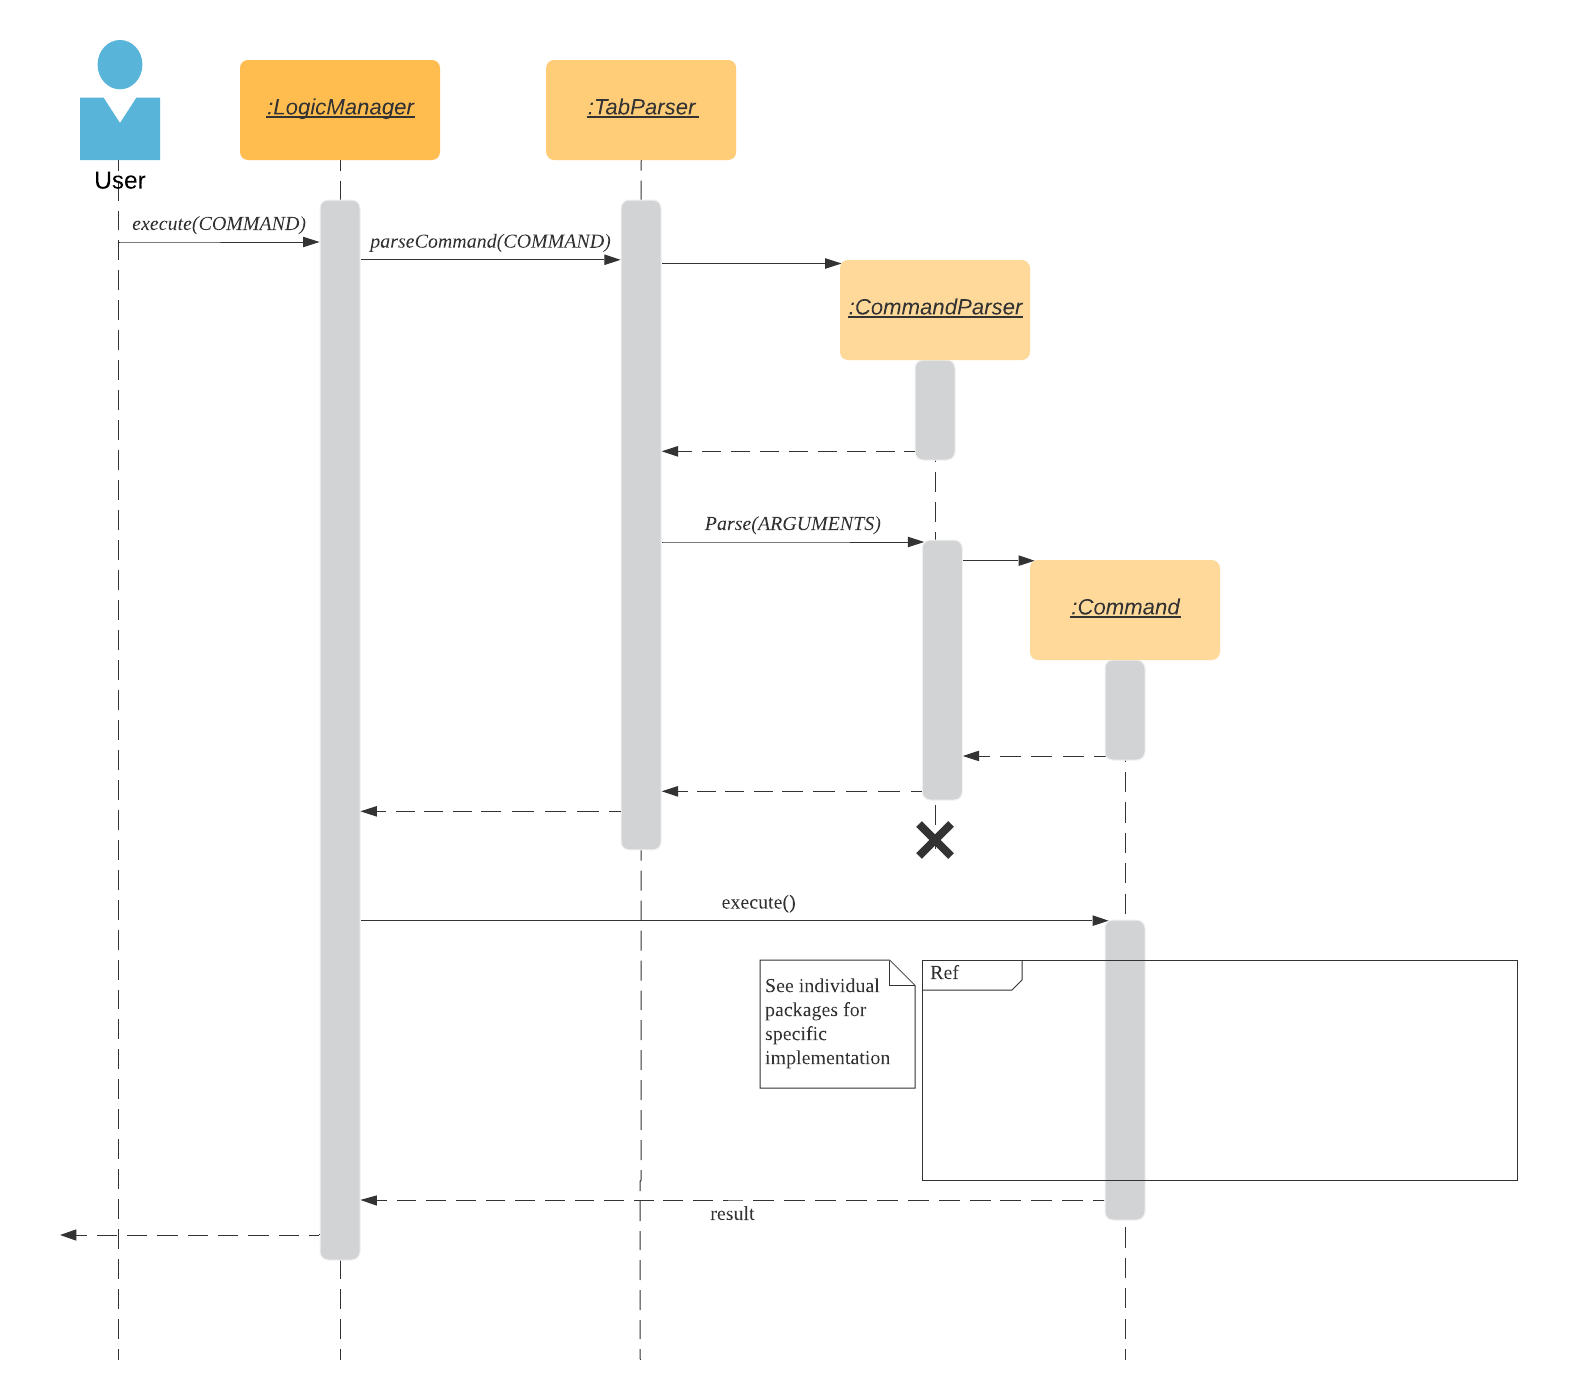 :LogicManager
:TabParser
User
execute(COMMAND)
parseCommand(COMMAND)
:CommandParser
Parse(ARGUMENTS)
:Command
execute()
See individual
packages for
specific
implementation
Ref
result